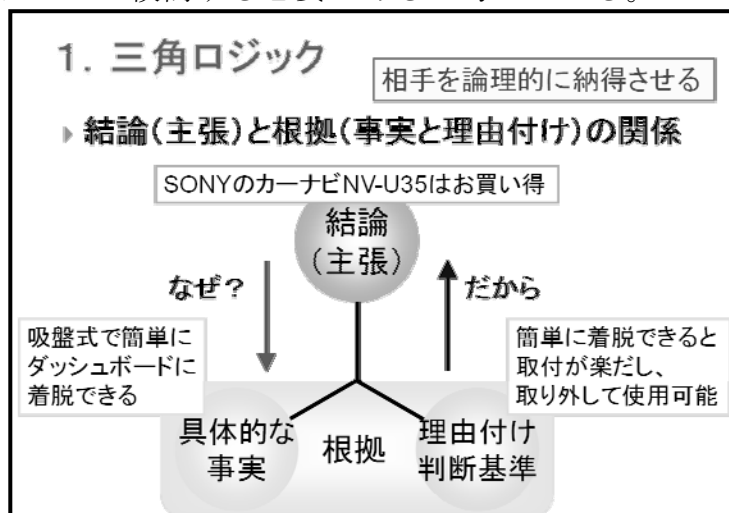 1. 三角ロジック
相手を論理的に納得させる
結論(主張)と根拠(事実と理由付け)の関係
SONYのカーナビNV-U35はお買い得
結論
(主張)
なぜ?
だから
吸盤式で簡単に
ダッシュボードに
着脱できる
簡単に着脱できると
取付が楽だし、
取り外して使用可能
具体的な
事実
根拠
理由付け
判断基準